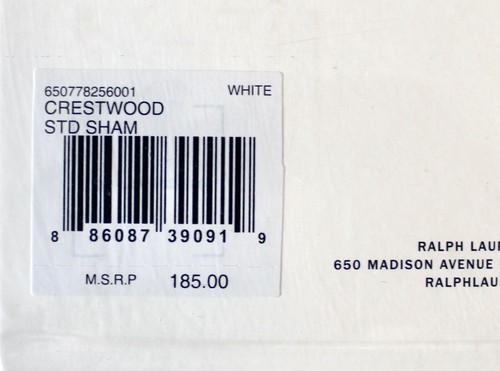 650778256001 WHITE
CRESTWOOD
STD SHAM
8 86087 39091 9
M.S.R.P 185.00
RALPH LAU
650 MADISON AVENUE
RALPHLAU